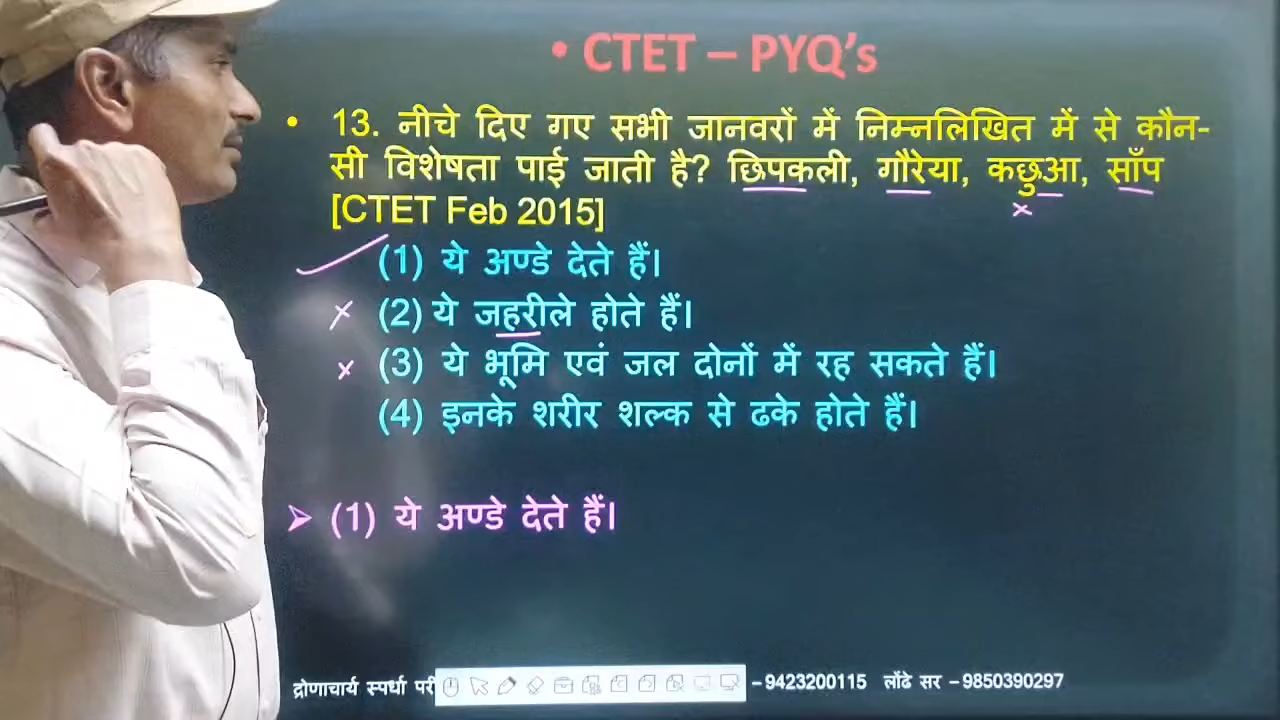 • CTET – PYQ’s
• 13. नीचे दिए गए सभी जानवरों में निम्नलिखित में से कौन-
सी विशेषता पाई जाती है? छिपकली, गौरेया, कछुआ, साँप
[CTET Feb 2015]
(1) ये अण्डे देते हैं।
(2) ये जहरीले होते हैं।
(3) ये भूमि एवं जल दोनों में रह सकते हैं।
(4) इनके शरीर शल्क से ढके होते हैं।
➢ (1) ये अण्डे देते हैं।
द्रोणाचार्य स्पर्धा – 9423200115 लोंढे सर – 9850390297